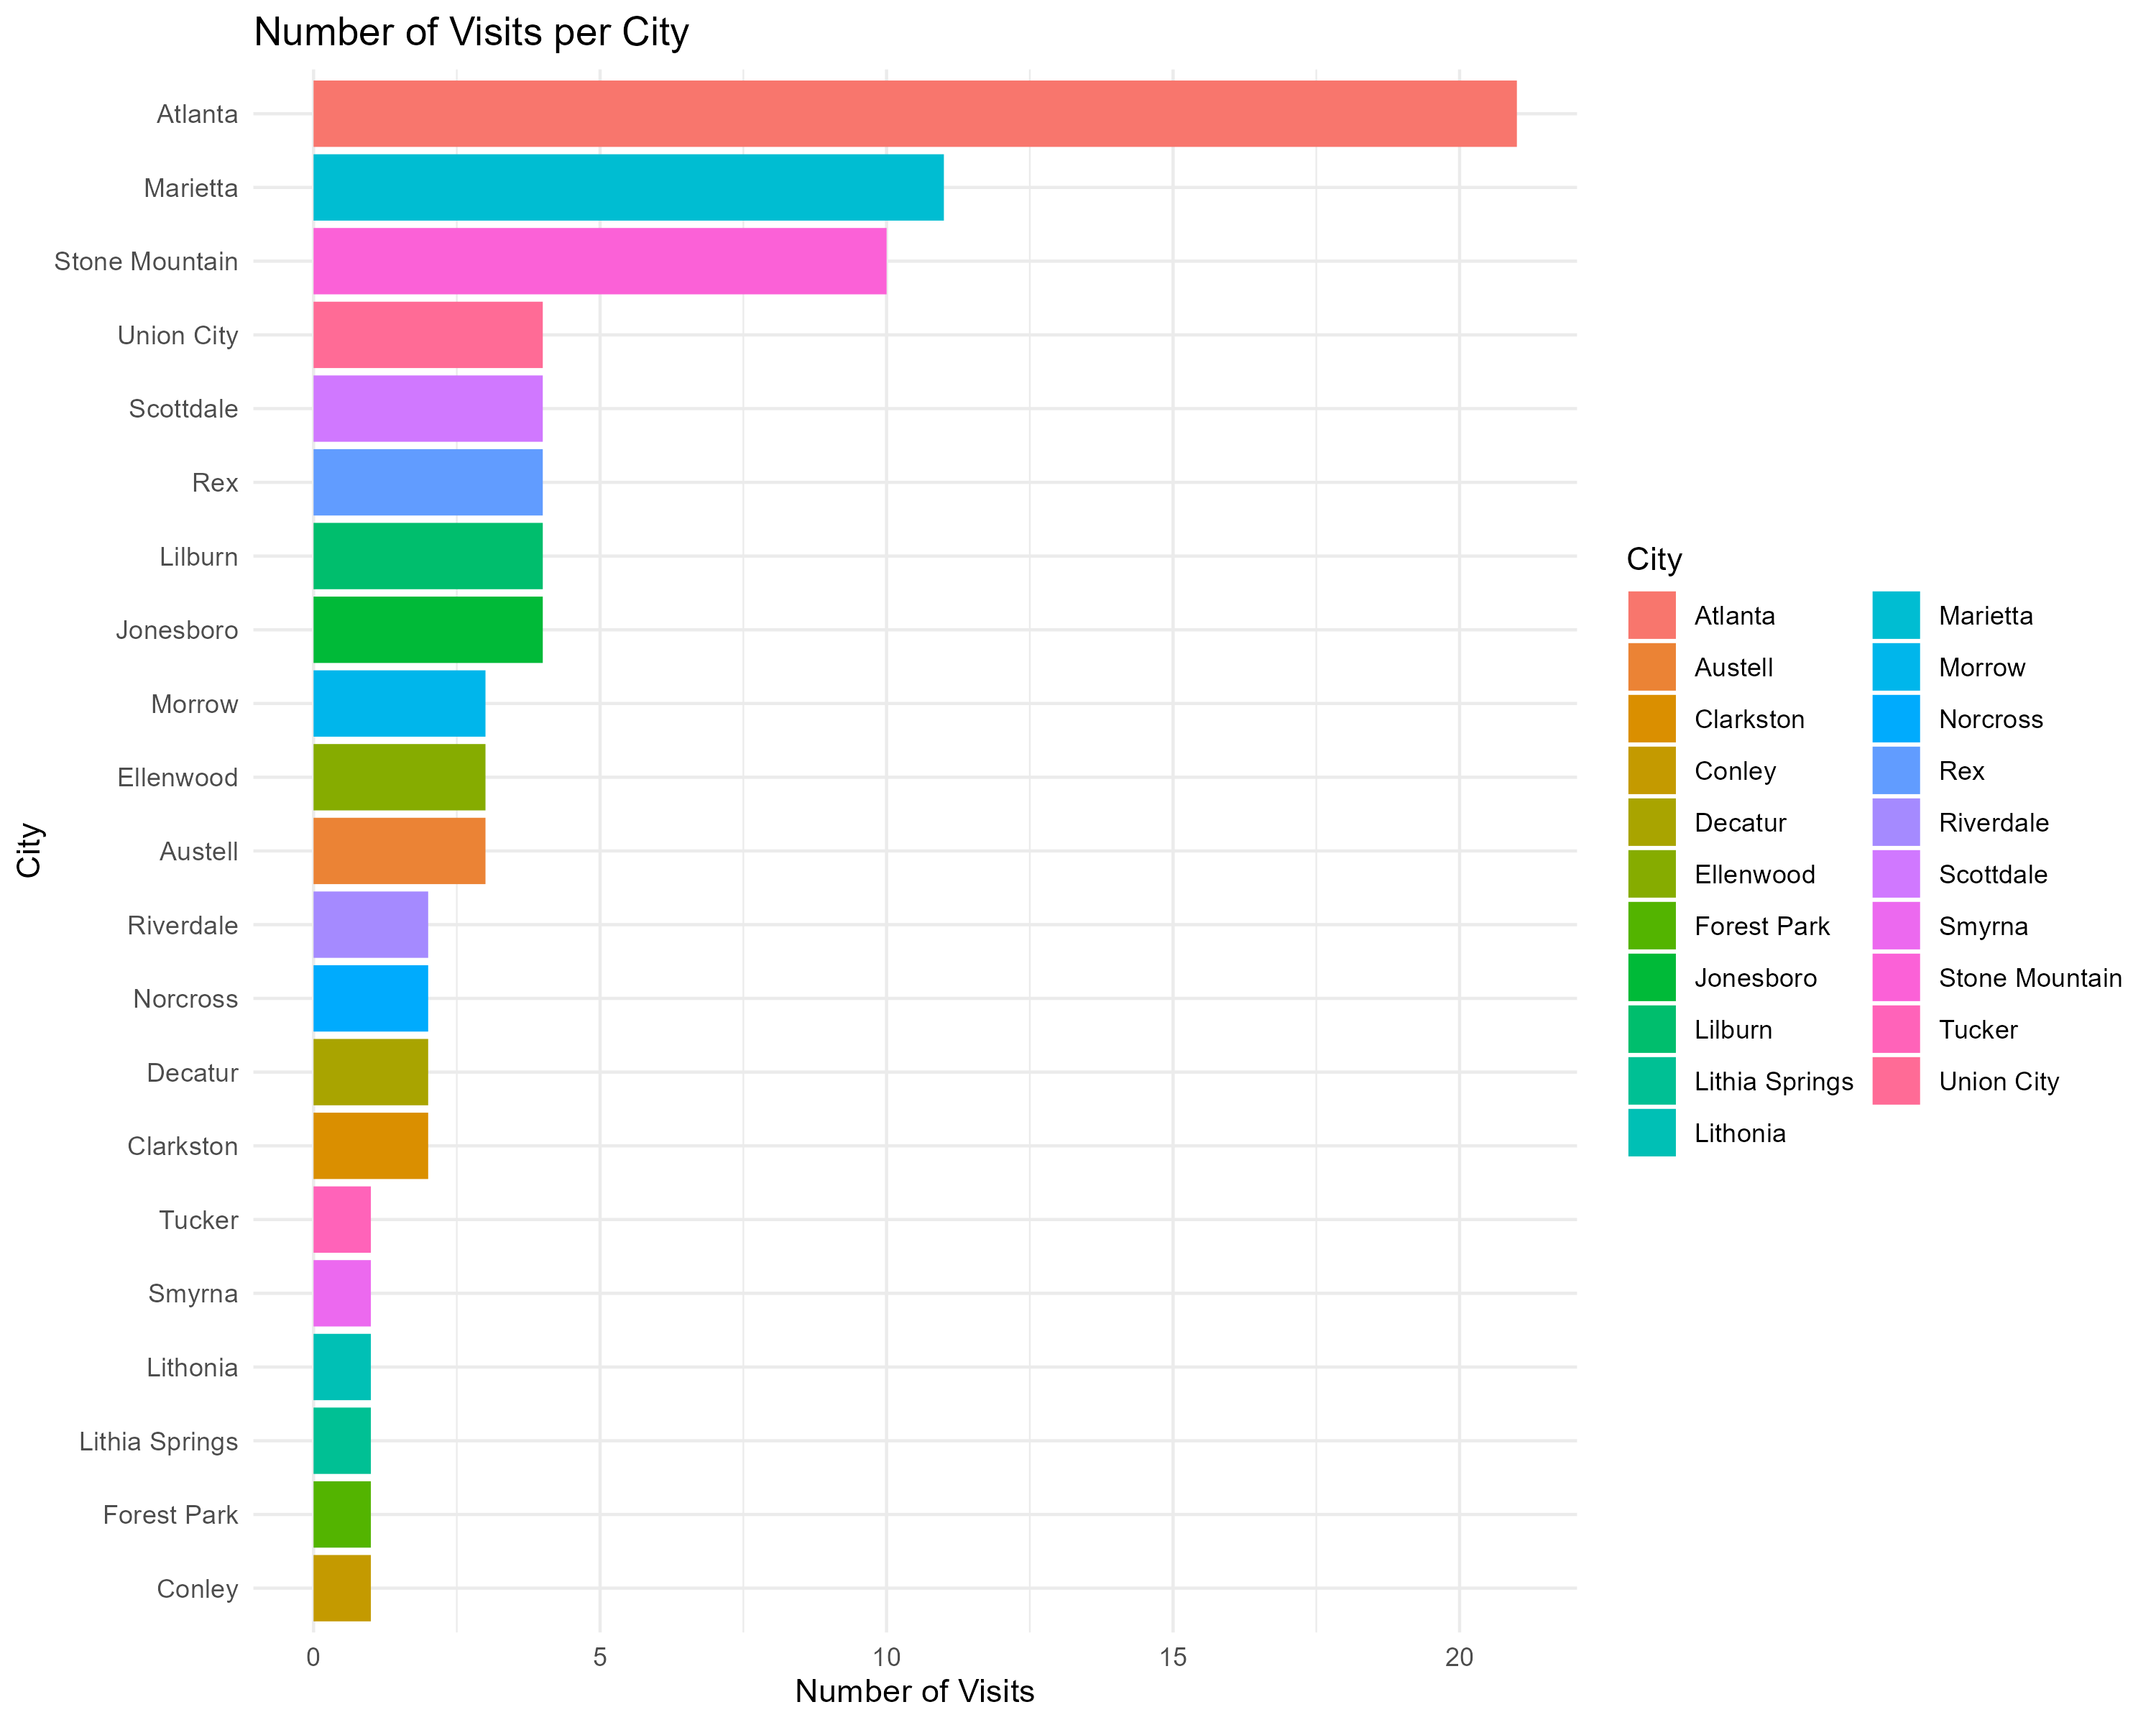 Number of Visits per City
Atlanta
Marietta
Stone Mountain
Union City
Scottdale
Rex
Lilburn
Jonesboro
Morrow
Ellenwood
Austell
Riverdale
Norcross
Decatur
Clarkston
Tucker
Smyrna
Lithonia
Lithia Springs
Forest Park
Conley
City
0 5 10 15 20
Number of Visits
City
Atlanta
Austell
Clarkston
Conley
Decatur
Ellenwood
Forest Park
Jonesboro
Lilburn
Lithia Springs
Lithonia
Marietta
Morrow
Norcross
Rex
Riverdale
Scottdale
Smyrna
Stone Mountain
Tucker
Union City